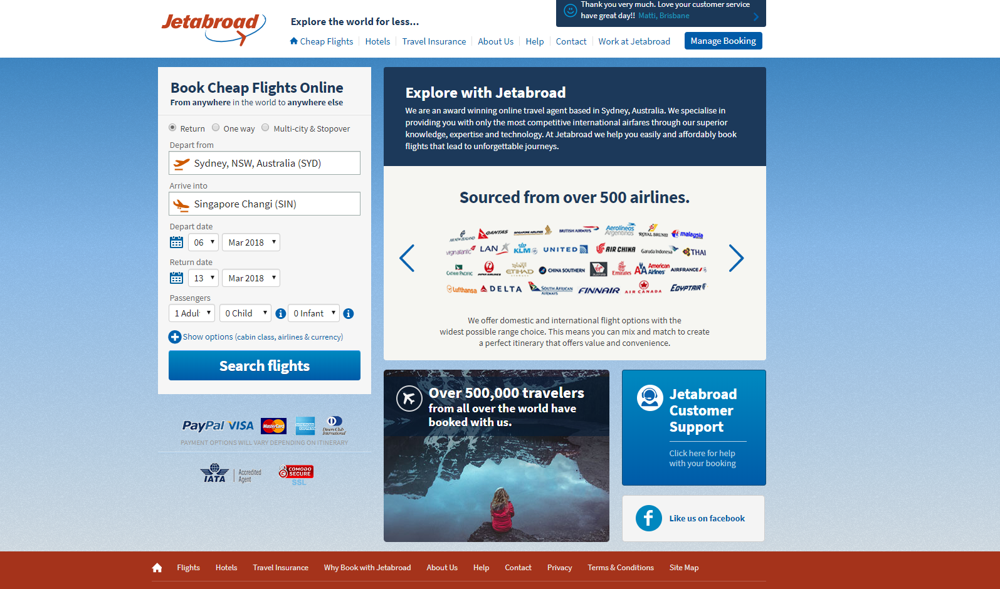 Jetabroad
Explore the world for less...
Thank you very much. Love your customer service
have great day!! Matti, Brisbane
Cheap Flights
Hotels
Travel Insurance
About Us
Help
Contact
Work at Jetabroad
Manage Booking
Book Cheap Flights Online
From anywhere in the world to anywhere else
Return
One way
Multi-city & Stopover
Depart from
Sydney, NSW, Australia (SYD)
Arrive into
Singapore Changi (SIN)
Depart date
06
Mar 2018
Return date
13
Mar 2018
Passengers
1 Adul
0 Child
0 Infant
Show options (cabin class, airlines & currency)
Search flights
PayPal
VISA
MasterCard
AMERICAN EXPRESS
Diners Club
International
PAYMENT OPTIONS WILL VARY DEPENDING ON ITINERARY
IATA
Accredited
Agent
COMODO
SECURE
SSL
Explore with Jetabroad
We are an award winning online travel agent based in Sydney, Australia. We specialise in
providing you with only the most competitive international airfares through our superior
knowledge, expertise and technology. At Jetabroad we help you easily and affordably book
flights that lead to unforgettable journeys.
Sourced from over 500 airlines.
AIR NEW ZEALAND
QANTAS
SINGAPORE AIRLINES
BRITISH AIRWAYS
Aerolíneas
Argentinas
ROYAL BRUNEI
malaysia
virgin atlantic
LAN
KLM
UNITED
AIR CHINA
Garuda Indonesia
THAI
CATHAY PACIFIC
JAPAN AIRLINES
ETIHAD
AIRWAYS
CHINA SOUTHERN
Emirates
American
Airlines
AIRFRANCE
Lufthansa
DELTA
SOUTH AFRICAN
AIRWAYS
FINNAIR
AIR CANADA
EGYPTAIR
We offer domestic and international flight options with the
widest possible range choice. This means you can mix and match to create
a perfect itinerary that offers value and convenience.
Over 500,000 travelers
from all over the world have
booked with us.
Jetabroad
Customer
Support
Click here for help
with your booking
Like us on facebook
Flights
Hotels
Travel Insurance
Why Book with Jetabroad
About Us
Help
Contact
Privacy
Terms & Conditions
Site Map